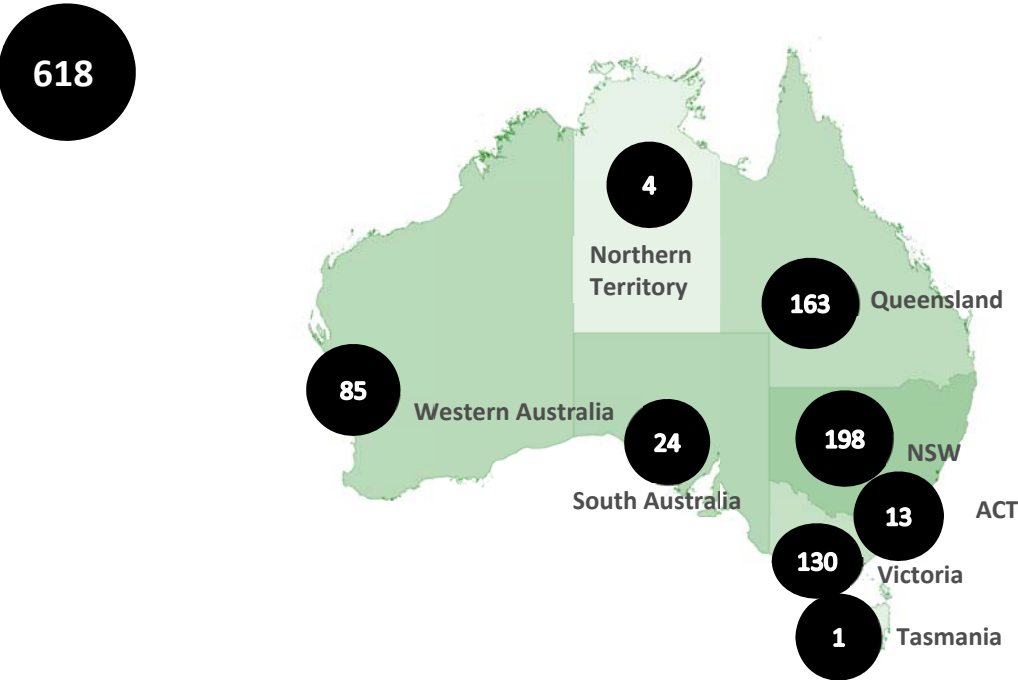 618
4
Northern
Territory
163
Queensland
85
Western Australia
24
South Australia
198
NSW
13
ACT
130
Victoria
1
Tasmania